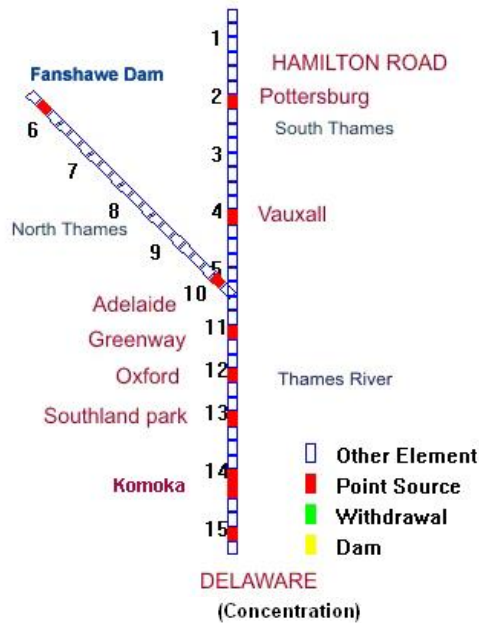 1
HAMILTON ROAD
Fanshawe Dam
2
Pottersburg
6
South Thames
3
7
4
Vauxall
8
North Thames
9
5
10
Adelaide
11
Greenway
12
Oxford
Thames River
13
Southland park
14
Other Element
Komoka
Point Source
Withdrawal
15
Dam
DELAWARE
(Concentration)